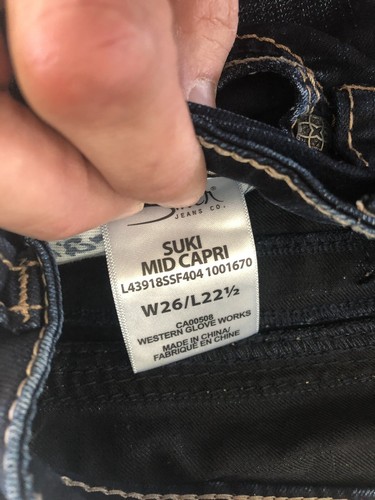 JEANS CO.
SUKI
MID CAPRI
L43918SSF404 1001670
W26/L22½
CA00508
WESTERN GLOVE WORKS
MADE IN CHINA/
FABRIQUE EN CHINE